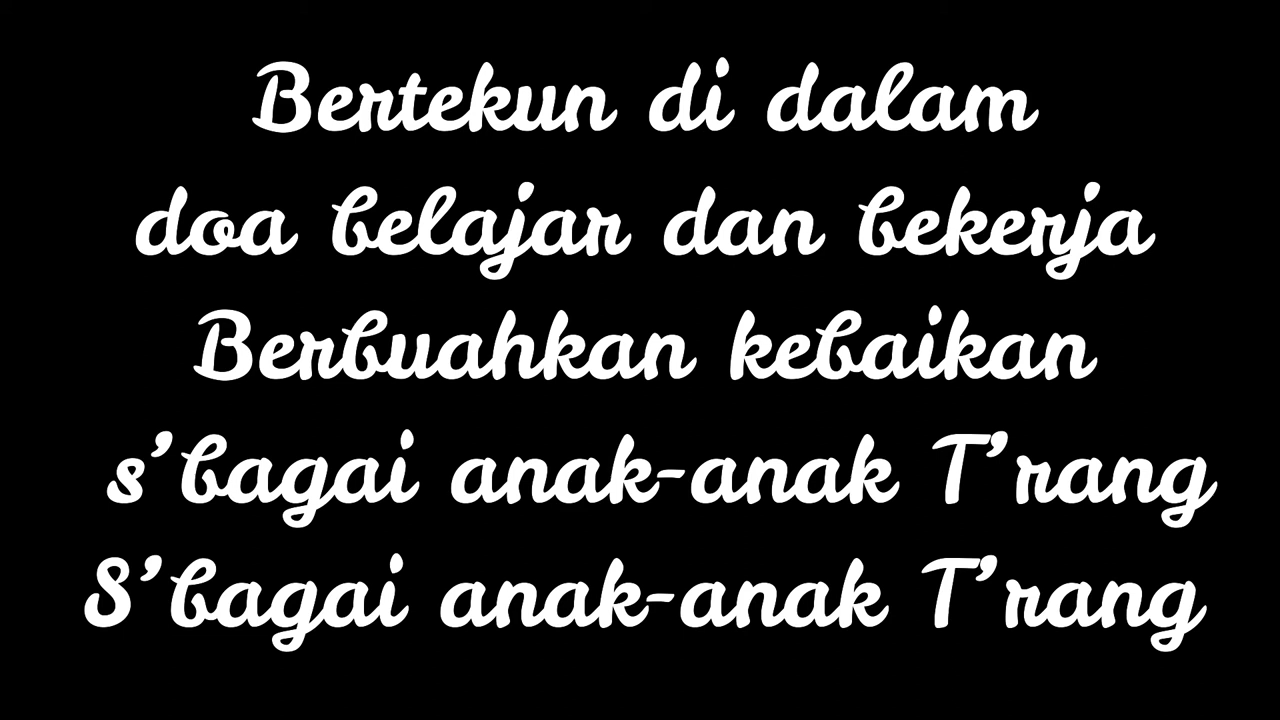 Bertekun di dalam
doa belajar dan bekerja
Berbuahkan kebaikan
s'bagai anak-anak T'rang
S'bagai anak-anak T'rang